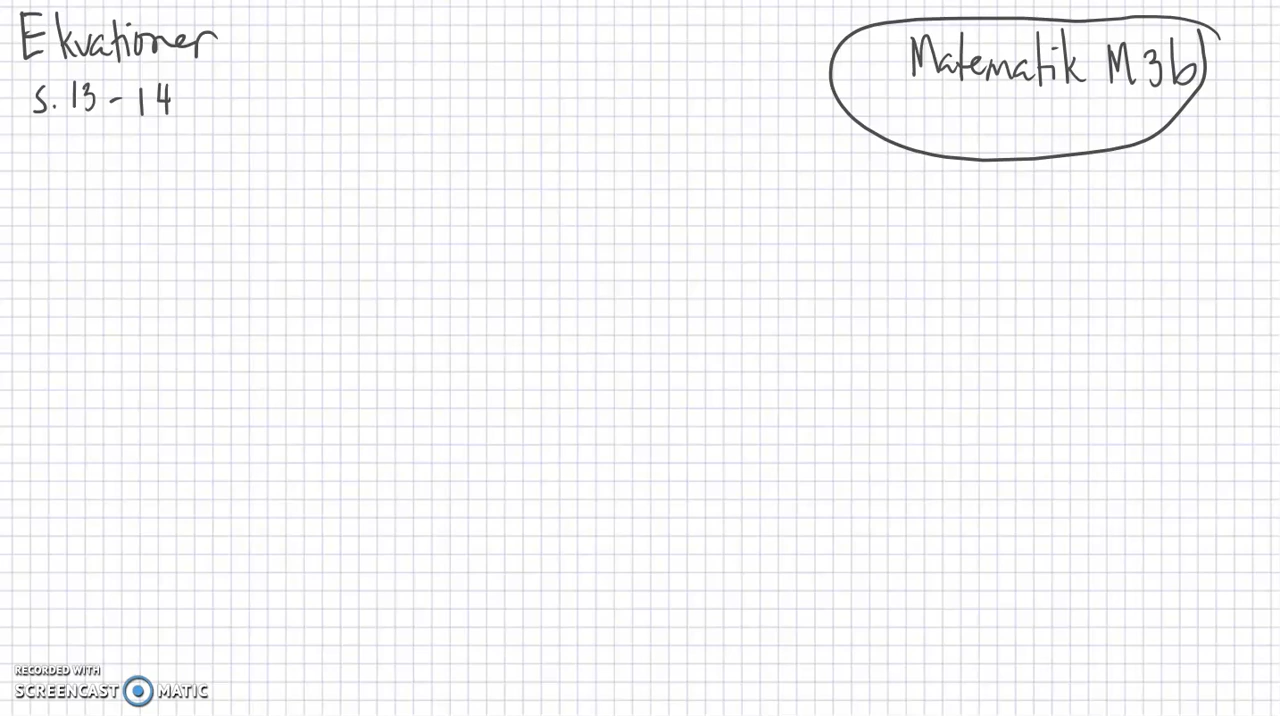 Ekvationer
s. 13 - 14
Matematik M3b
RECORDED WITH
SCREENCAST MATIC